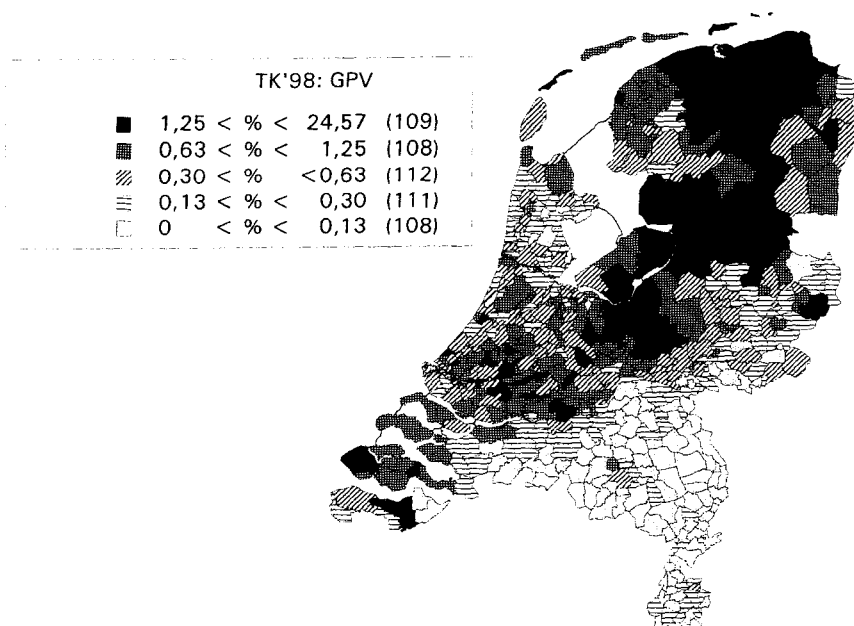 TK'98: GPV
1,25 < % < 24,57 (109)
0,63 < % < 1,25 (108)
0,30 < % <0,63 (112)
0,13 < % < 0,30 (111)
0 < % < 0,13 (108)